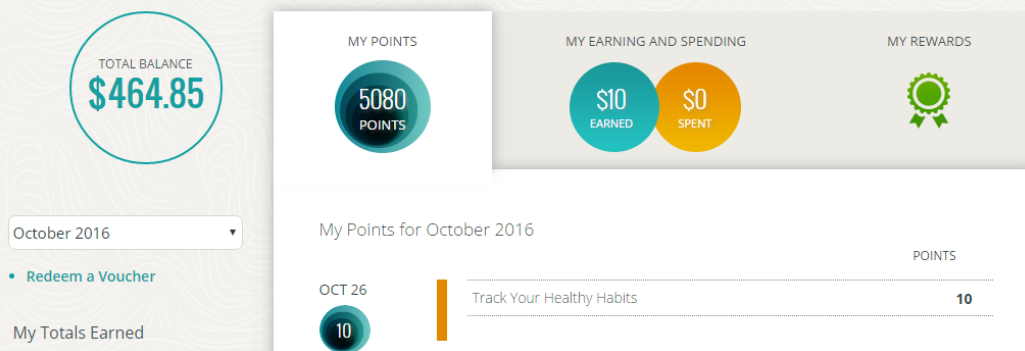 TOTAL BALANCE
$464.85
October 2016
Redeem a Voucher
My Totals Earned
MY POINTS
5080
POINTS
MY EARNING AND SPENDING
$10
EARNED
$0
SPENT
MY REWARDS
My Points for October 2016
POINTS
OCT 26
10
Track Your Healthy Habits 10